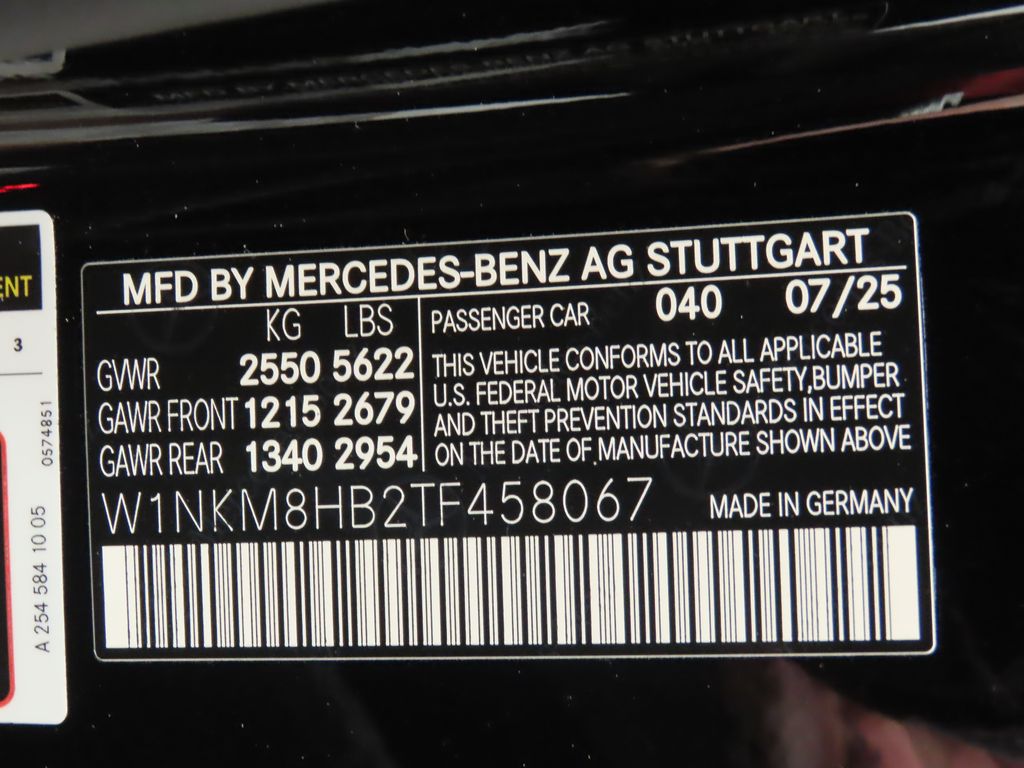 MFD BY MERCEDES-BENZ AG STUTTGART
KG LBS
GVWR 2550 5622
GAWR FRONT 1215 2679
GAWR REAR 1340 2954
PASSENGER CAR 040 07/25
THIS VEHICLE CONFORMS TO ALL APPLICABLE
U.S. FEDERAL MOTOR VEHICLE SAFETY,BUMPER
AND THEFT PREVENTION STANDARDS IN EFFECT
ON THE DATE OF MANUFACTURE SHOWN ABOVE
W1NKM8HB2TF458067
MADE IN GERMANY
ENT
3
0574851
A 254 584 10 05